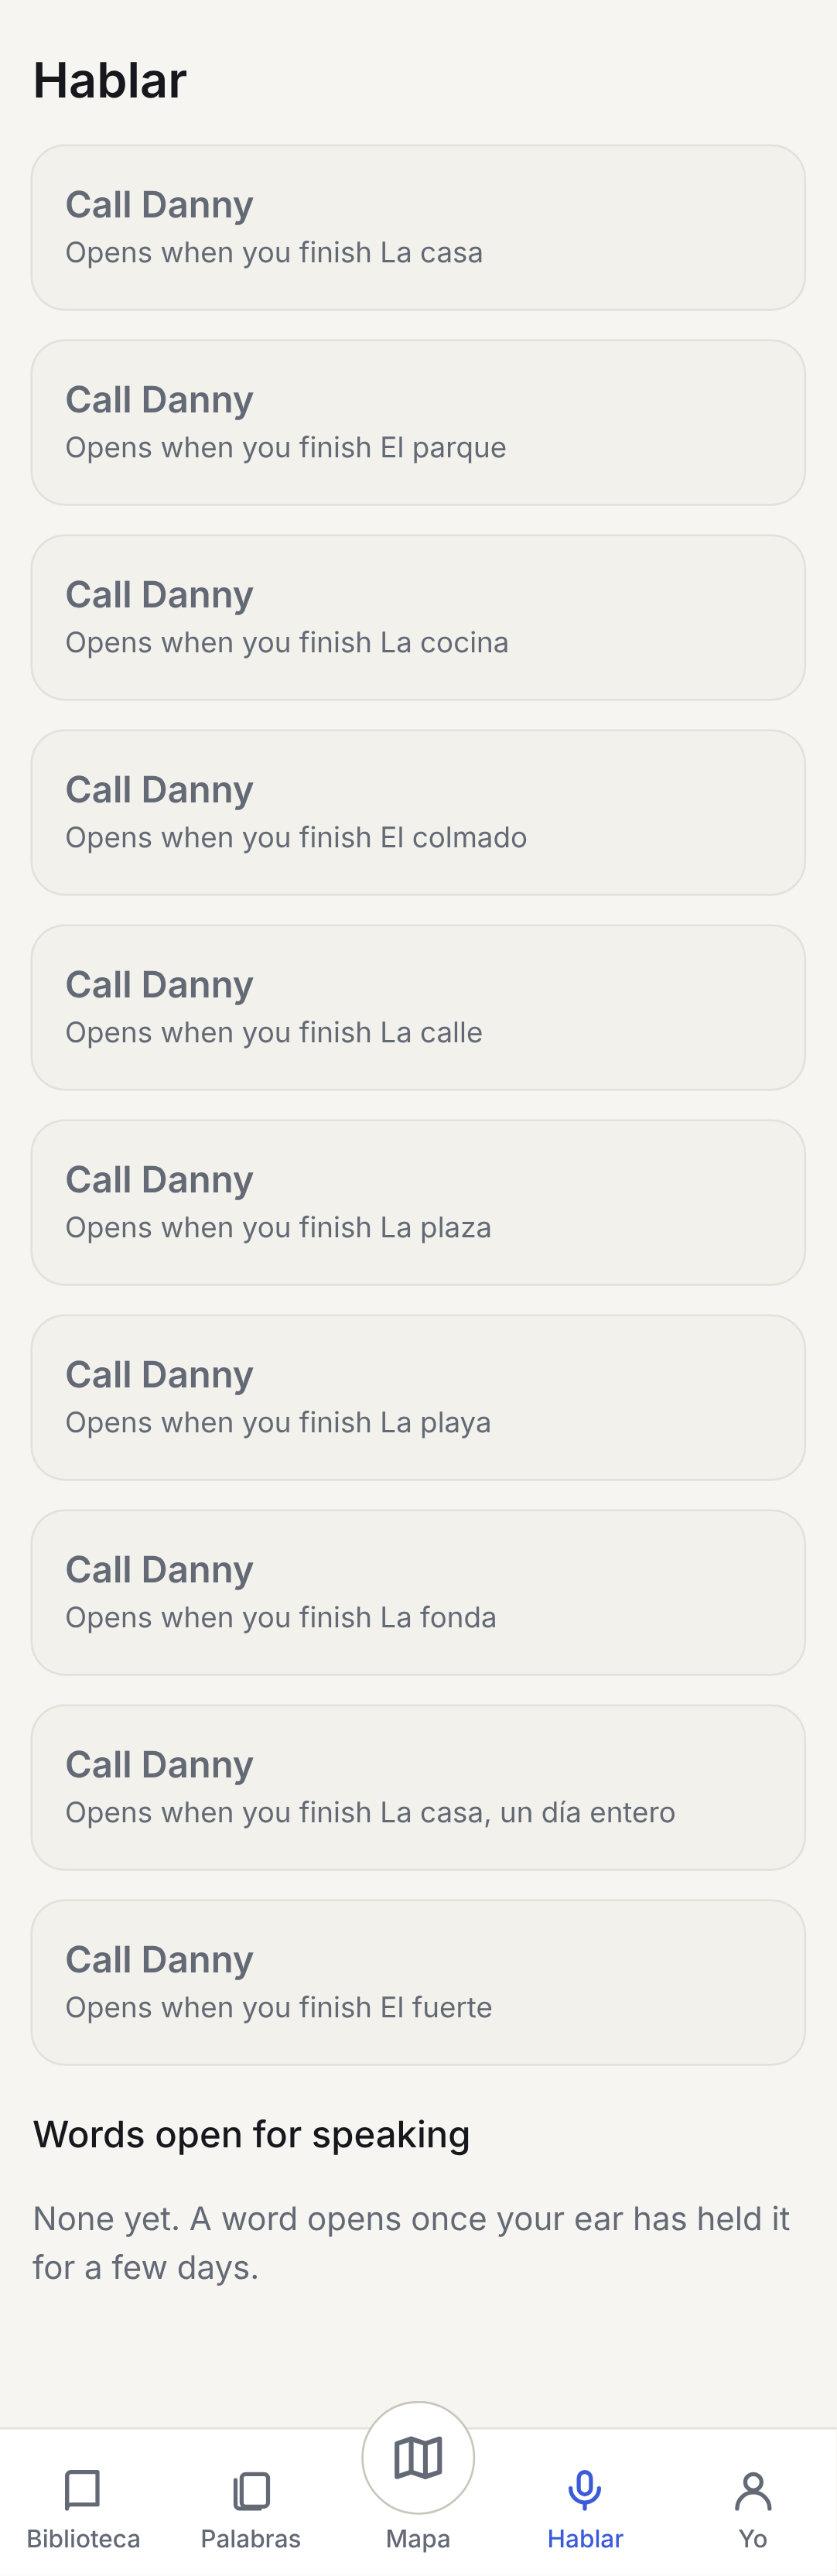 Hablar
Call Danny
Opens when you finish La casa
Call Danny
Opens when you finish El parque
Call Danny
Opens when you finish La cocina
Call Danny
Opens when you finish El colmado
Call Danny
Opens when you finish La calle
Call Danny
Opens when you finish La plaza
Call Danny
Opens when you finish La playa
Call Danny
Opens when you finish La fonda
Call Danny
Opens when you finish La casa, un día entero
Call Danny
Opens when you finish El fuerte
Words open for speaking
None yet. A word opens once your ear has held it
for a few days.
Biblioteca
Palabras
Mapa
Hablar
Yo